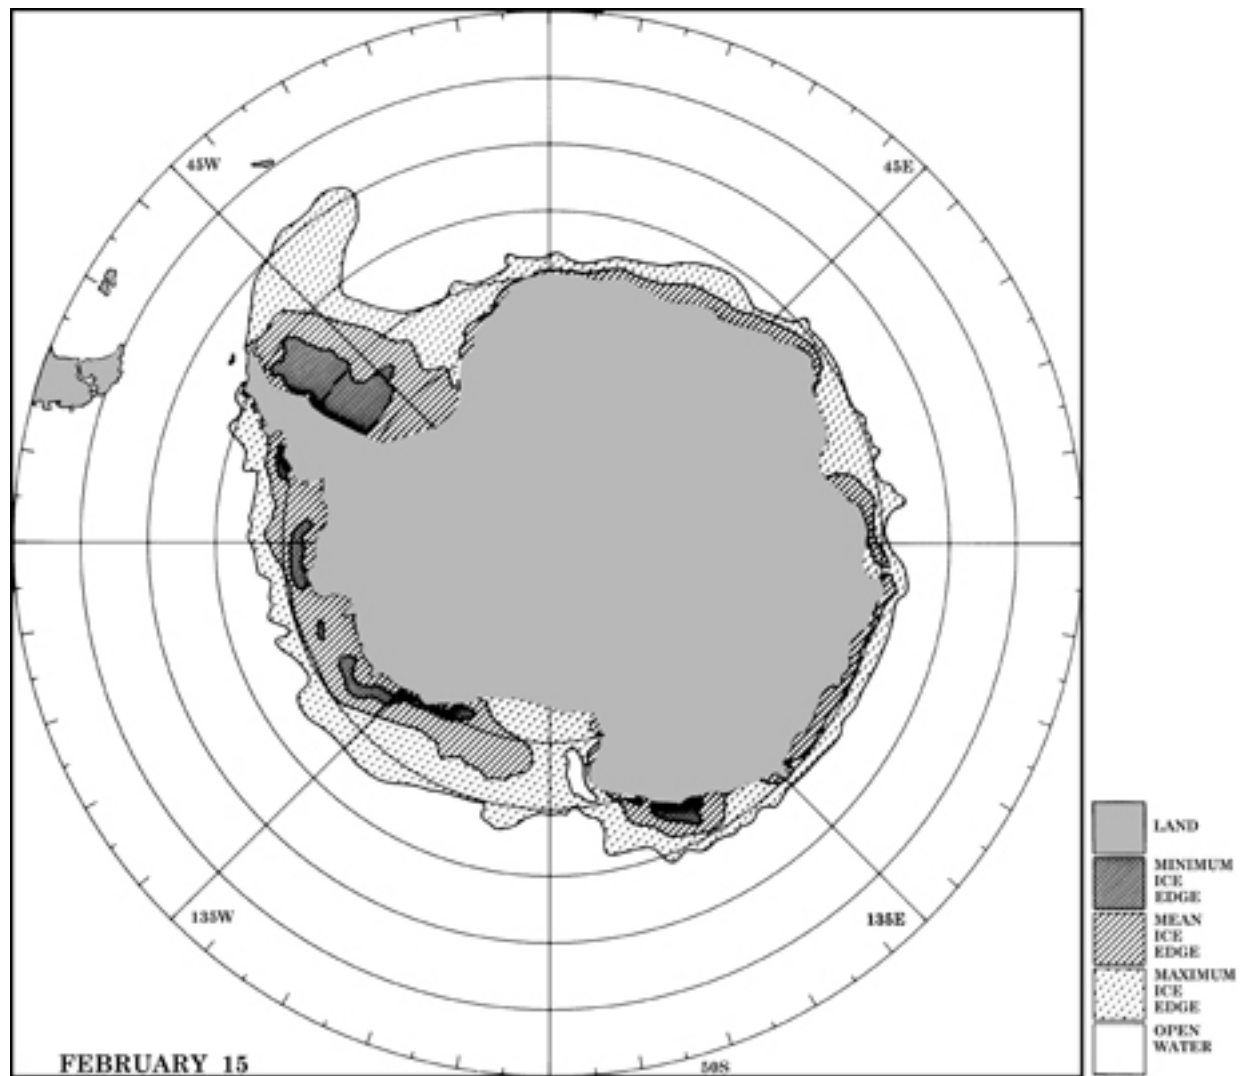 45W
45E
135W
135E
50S
FEBRUARY 15
LAND
MINIMUM
ICE
EDGE
MEAN
ICE
EDGE
MAXIMUM
ICE
EDGE
OPEN
WATER